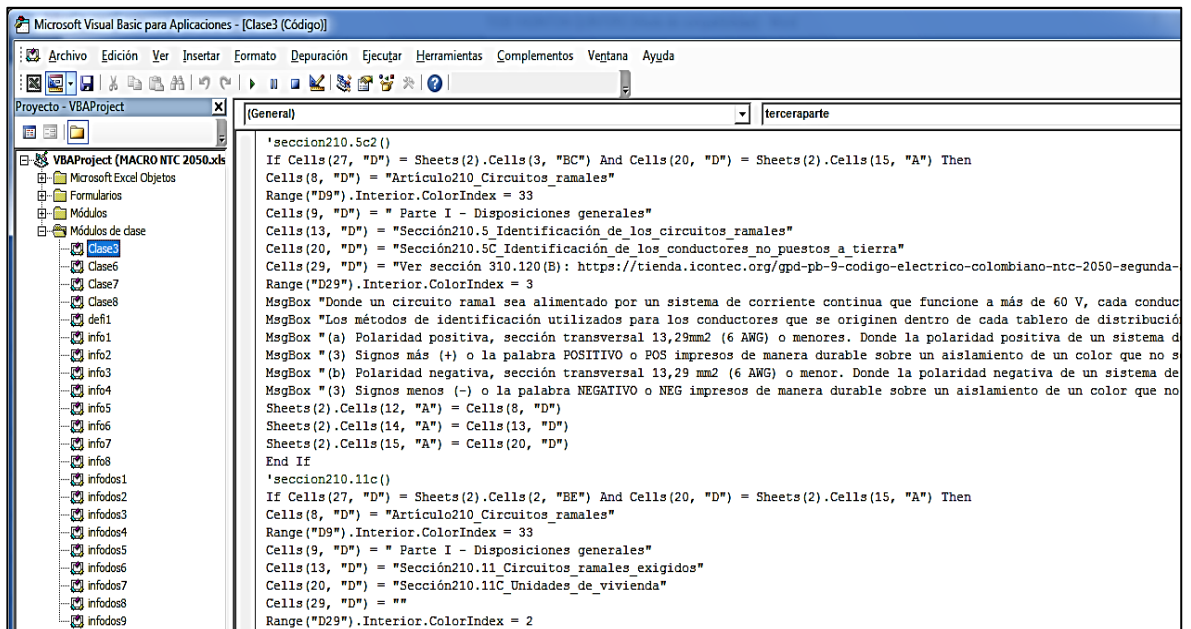 Microsoft Visual Basic para Aplicaciones - [Clase3 (Código)]
Archivo Edición Ver Insertar Formato Depuración Ejecutar Herramientas Complementos Ventana Ayuda
Proyecto - VBAProject
(General)
terceraparte
VBAProject (MACRO NTC 2050.xls
Microsoft Excel Objetos
Formularios
Módulos
Módulos de clase
Clase3
Clase6
Clase7
Clase8
defi1
info1
info2
info3
info4
info5
info6
info7
info8
infodos1
infodos2
infodos3
infodos4
infodos5
infodos6
infodos7
infodos8
infodos9
'seccion210.5c2()
If Cells(27, "D") = Sheets(2).Cells(3, "BC") And Cells(20, "D") = Sheets(2).Cells(15, "A") Then
Cells(8, "D") = "Artículo210_Circuitos_ramales"
Range("D9").Interior.ColorIndex = 33
Cells(9, "D") = " Parte I - Disposiciones generales"
Cells(13, "D") = "Sección210.5_Identificación_de_los_circuitos_ramales"
Cells(20, "D") = "Sección210.5C_Identificación_de_los_conductores_no_puestos_a_tierra"
Cells(29, "D") = "Ver sección 310.120(B): https://tienda.icontec.org/gpd-pb-9-codigo-electrico-colombiano-ntc-2050-segunda-
Range("D29").Interior.ColorIndex = 3
MsgBox "Donde un circuito ramal sea alimentado por un sistema de corriente continua que funcione a más de 60 V, cada conduc
MsgBox "Los métodos de identificación utilizados para los conductores que se originen dentro de cada tablero de distribució
MsgBox "(a) Polaridad positiva, sección transversal 13,29mm2 (6 AWG) o menores. Donde la polaridad positiva de un sistema d
MsgBox "(3) Signos más (+) o la palabra POSITIVO o POS impresos de manera durable sobre un aislamiento de un color que no s
MsgBox "(b) Polaridad negativa, sección transversal 13,29 mm2 (6 AWG) o menor. Donde la polaridad negativa de un sistema de
MsgBox "(3) Signos menos (-) o la palabra NEGATIVO o NEG impresos de manera durable sobre un aislamiento de un color que no
Sheets(2).Cells(12, "A") = Cells(8, "D")
Sheets(2).Cells(14, "A") = Cells(13, "D")
Sheets(2).Cells(15, "A") = Cells(20, "D")
End If
'seccion210.11c()
If Cells(27, "D") = Sheets(2).Cells(2, "BE") And Cells(20, "D") = Sheets(2).Cells(15, "A") Then
Cells(8, "D") = "Artículo210_Circuitos_ramales"
Range("D9").Interior.ColorIndex = 33
Cells(9, "D") = " Parte I - Disposiciones generales"
Cells(13, "D") = "Sección210.11_Circuitos_ramales_exigidos"
Cells(20, "D") = "Sección210.11C_Unidades_de_vivienda"
Cells(29, "D") = ""
Range("D29").Interior.ColorIndex = 2